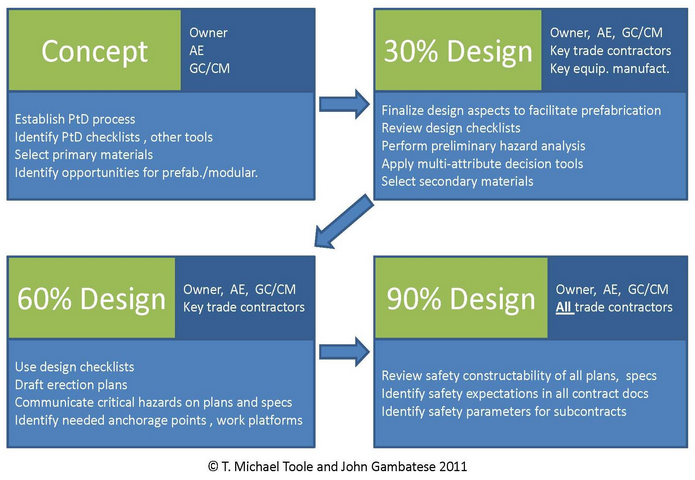 Concept
Owner
AE
GC/CM
Establish PtD process
Identify PtD checklists , other tools
Select primary materials
Identify opportunities for prefab./modular.
30% Design
Owner, AE, GC/CM
Key trade contractors
Key equip. manufact.
Finalize design aspects to facilitate prefabrication
Review design checklists
Perform preliminary hazard analysis
Apply multi-attribute decision tools
Select secondary materials
60% Design
Owner, AE, GC/CM
Key trade contractors
Use design checklists
Draft erection plans
Communicate critical hazards on plans and specs
Identify needed anchorage points , work platforms
90% Design
Owner, AE, GC/CM
All trade contractors
Review safety constructability of all plans, specs
Identify safety expectations in all contract docs
Identify safety parameters for subcontracts
© T. Michael Toole and John Gambatese 2011